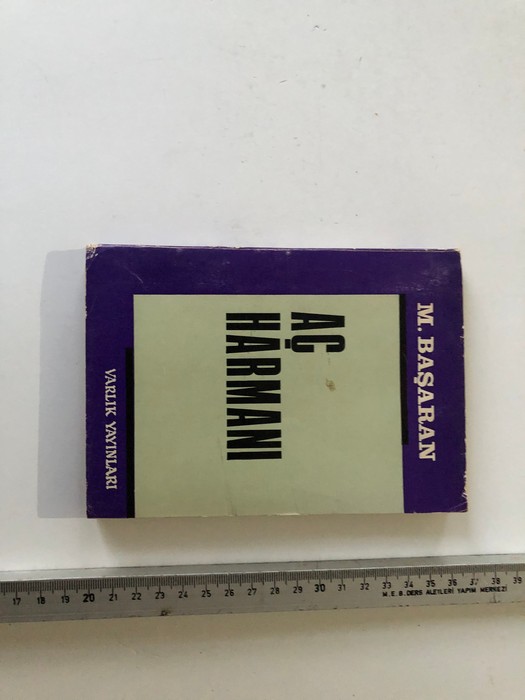 M. BAŞARAN
AÇ
HARMANI
VARLIK YAYINLARI
17 18 19 20 21 22 23 24 25 26 27 28 29 30 31 32 33 34 35 36 37 38 39
M.E.B. DERS ALETLERİ YAPIM MERKEZİ